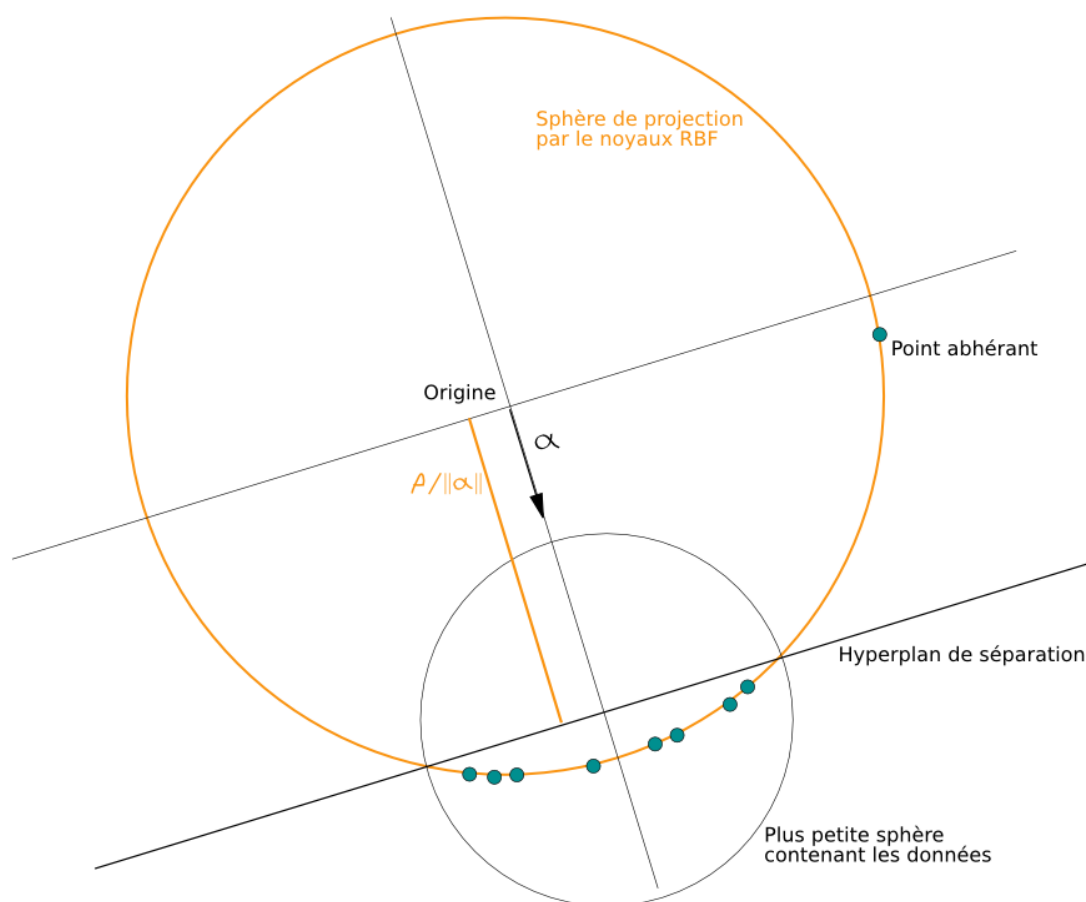 Sphère de projection
par le noyaux RBF
Point abhérant
Origine
α
ρ/||α||
Hyperplan de séparation
Plus petite sphère
contenant les données